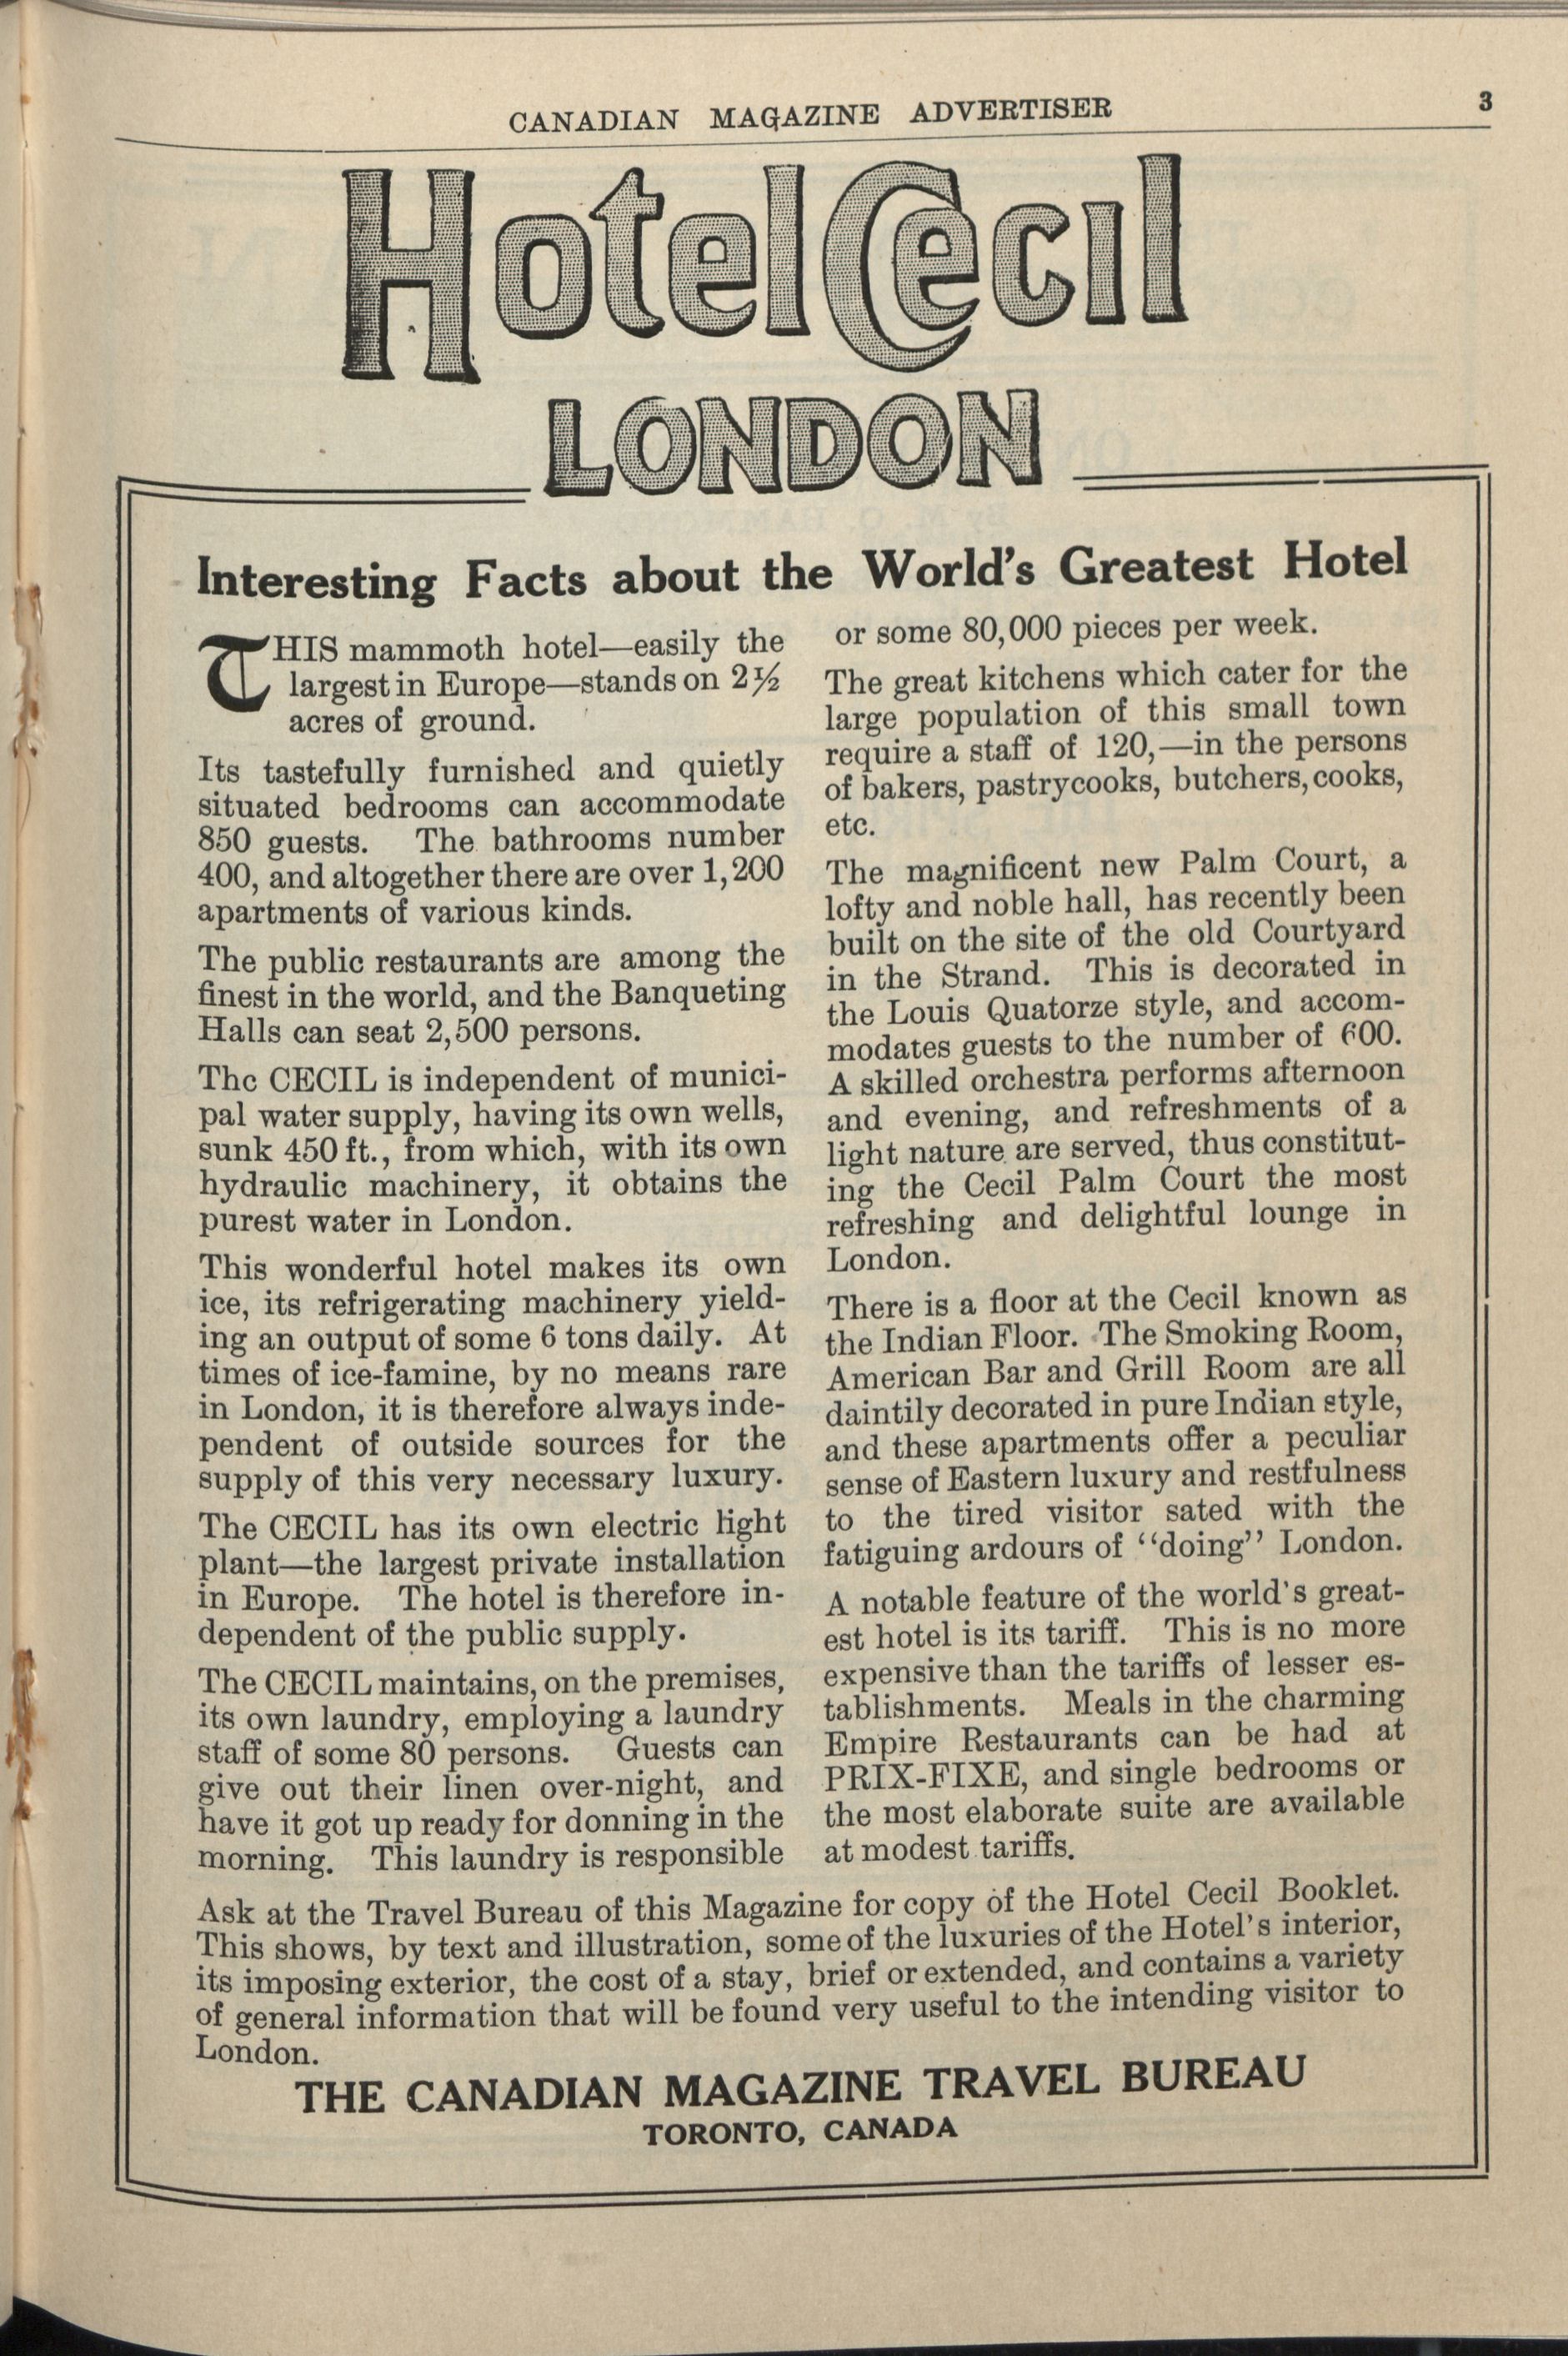 CANADIAN MAGAZINE ADVERTISER
3
Hotel Cecil
LONDON
Interesting Facts about the World's Greatest Hotel
THIS mammoth hotel—easily the
largest in Europe—stands on 2½
acres of ground.
Its tastefully furnished and quietly
situated bedrooms can accommodate
850 guests. The bathrooms number
400, and altogether there are over 1,200
apartments of various kinds.
The public restaurants are among the
finest in the world, and the Banqueting
Halls can seat 2,500 persons.
The CECIL is independent of munici-
pal water supply, having its own wells,
sunk 450 ft., from which, with its own
hydraulic machinery, it obtains the
purest water in London.
This wonderful hotel makes its own
ice, its refrigerating machinery yield-
ing an output of some 6 tons daily. At
times of ice-famine, by no means rare
in London, it is therefore always inde-
pendent of outside sources for the
supply of this very necessary luxury.
The CECIL has its own electric light
plant—the largest private installation
in Europe. The hotel is therefore in-
dependent of the public supply.
The CECIL maintains, on the premises,
its own laundry, employing a laundry
staff of some 80 persons. Guests can
give out their linen over-night, and
have it got up ready for donning in the
morning. This laundry is responsible
or some 80,000 pieces per week.
The great kitchens which cater for the
large population of this small town
require a staff of 120,—in the persons
of bakers, pastrycooks, butchers, cooks,
etc.
The magnificent new Palm Court, a
lofty and noble hall, has recently been
built on the site of the old Courtyard
in the Strand. This is decorated in
the Louis Quatorze style, and accom-
modates guests to the number of 600.
A skilled orchestra performs afternoon
and evening, and refreshments of a
light nature are served, thus constitut-
ing the Cecil Palm Court the most
refreshing and delightful lounge in
London.
There is a floor at the Cecil known as
the Indian Floor. The Smoking Room,
American Bar and Grill Room are all
daintily decorated in pure Indian style,
and these apartments offer a peculiar
sense of Eastern luxury and restfulness
to the tired visitor sated with the
fatiguing ardours of "doing" London.
A notable feature of the world's great-
est hotel is its tariff. This is no more
expensive than the tariffs of lesser es-
tablishments. Meals in the charming
Empire Restaurants can be had at
PRIX-FIXE, and single bedrooms or
the most elaborate suite are available
at modest tariffs.
Ask at the Travel Bureau of this Magazine for copy of the Hotel Cecil Booklet.
This shows, by text and illustration, some of the luxuries of the Hotel's interior,
its imposing exterior, the cost of a stay, brief or extended, and contains a variety
of general information that will be found very useful to the intending visitor to
London.
THE CANADIAN MAGAZINE TRAVEL BUREAU
TORONTO, CANADA